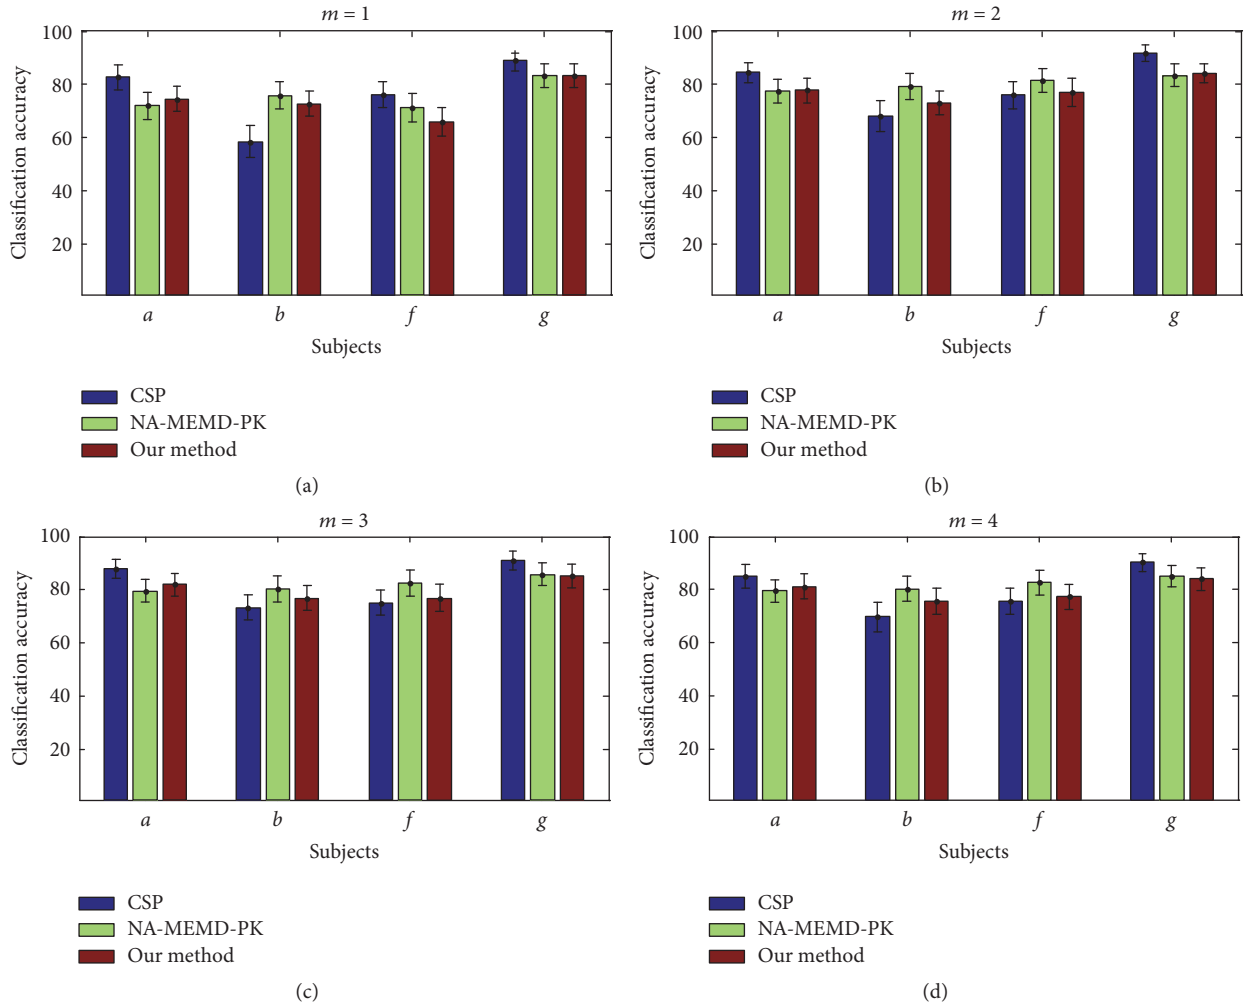 m = 1
100
80
60
40
20
Classification accuracy
a b f g
Subjects
CSP
NA-MEMD-PK
Our method
(a)
m = 2
100
80
60
40
20
Classification accuracy
a b f g
Subjects
CSP
NA-MEMD-PK
Our method
(b)
m = 3
100
80
60
40
20
Classification accuracy
a b f g
Subjects
CSP
NA-MEMD-PK
Our method
(c)
m = 4
100
80
60
40
20
Classification accuracy
a b f g
Subjects
CSP
NA-MEMD-PK
Our method
(d)